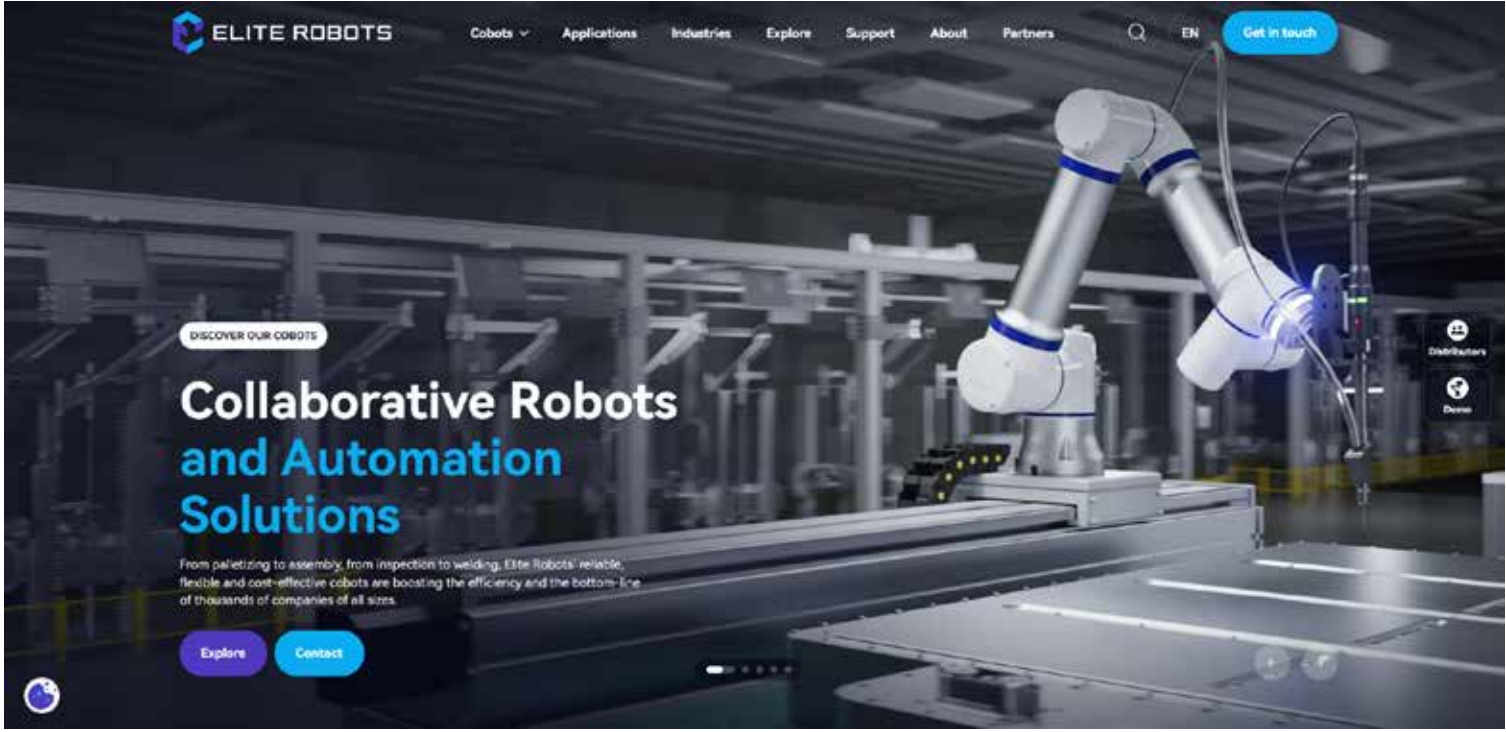 ELITE ROBOTS
Cobots
Applications
Industries
Explore
Support
About
Partners
EN
Get in touch
DISCOVER OUR COBOTS
Collaborative Robots
and Automation
Solutions
From palletizing to assembly, from inspection to welding, Elite Robots' reliable,
flexible and cost-effective cobots are boosting the efficiency and the bottom-line
of thousands of companies of all sizes.
Explore
Contact
Distributors
Demo